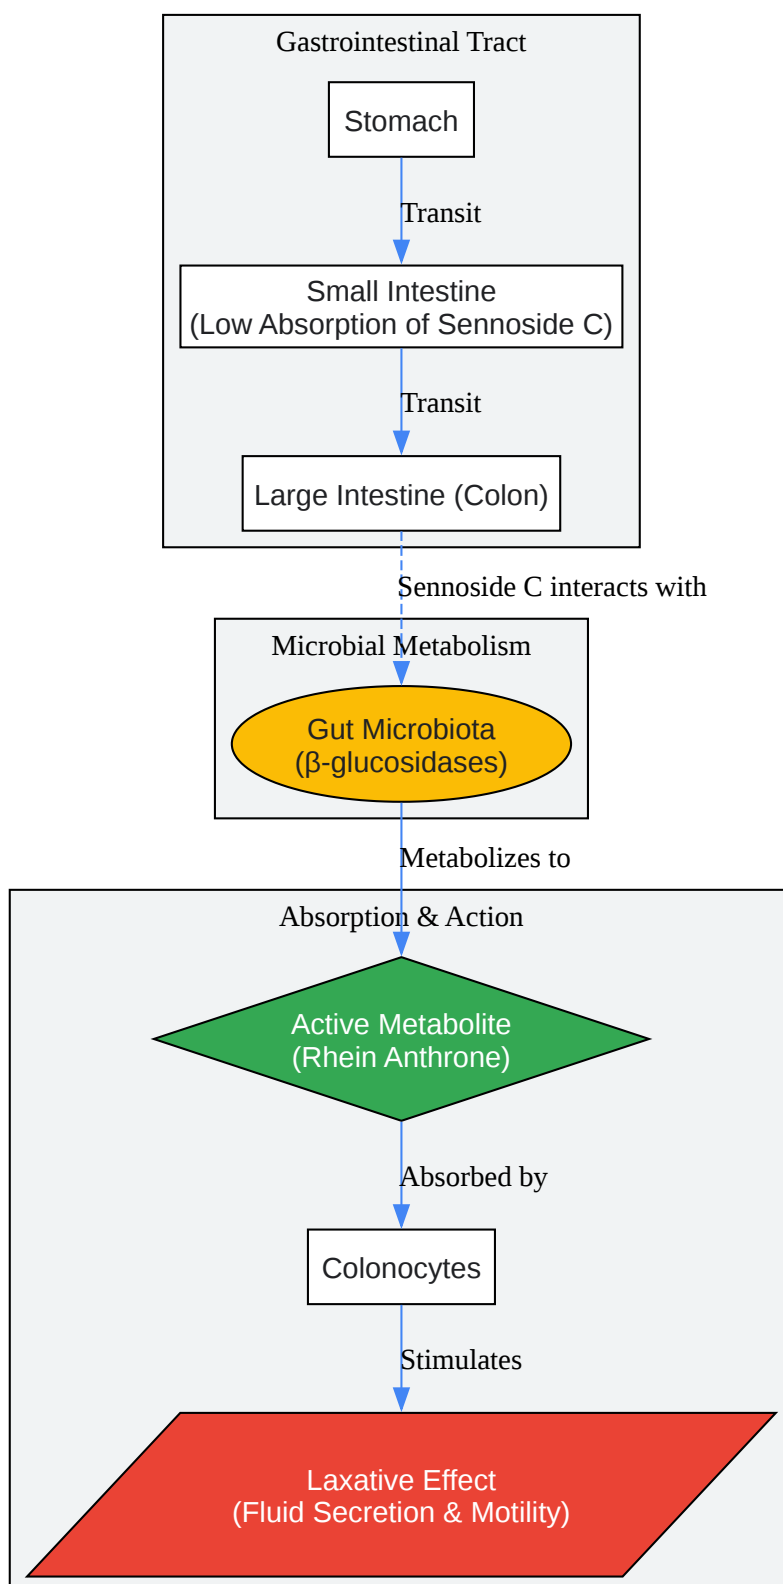 Gastrointestinal Tract
Stomach
Transit
Small Intestine
(Low Absorption of Sennoside C)
Transit
Large Intestine (Colon)
Sennoside C interacts with
Microbial Metabolism
Gut Microbiota
(β-glucosidases)
Metabolizes to
Absorption & Action
Active Metabolite
(Rhein Anthrone)
Absorbed by
Colonocytes
Stimulates
Laxative Effect
(Fluid Secretion & Motility)